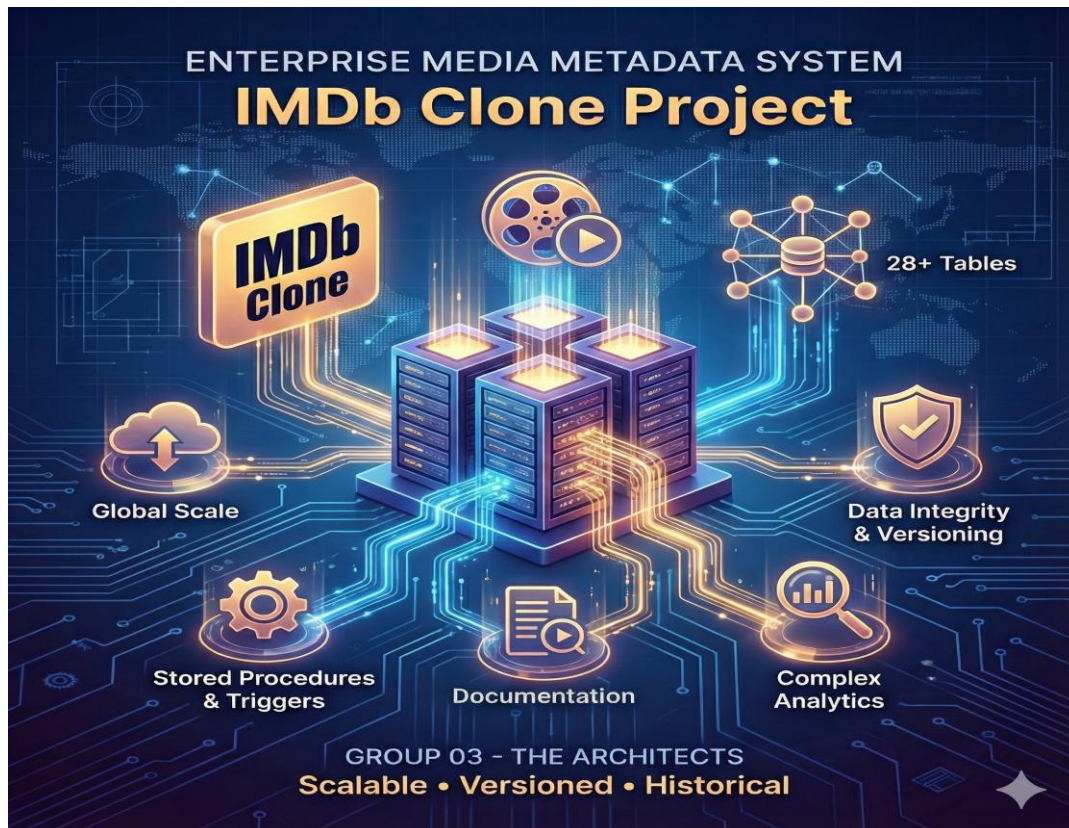 ENTERPRISE MEDIA METADATA SYSTEM
IMDb Clone Project
IMDb
Clone
28+ Tables
Global Scale
Data Integrity
& Versioning
Stored Procedures
& Triggers
Documentation
Complex
Analytics
GROUP 03 - THE ARCHITECTS
Scalable • Versioned • Historical